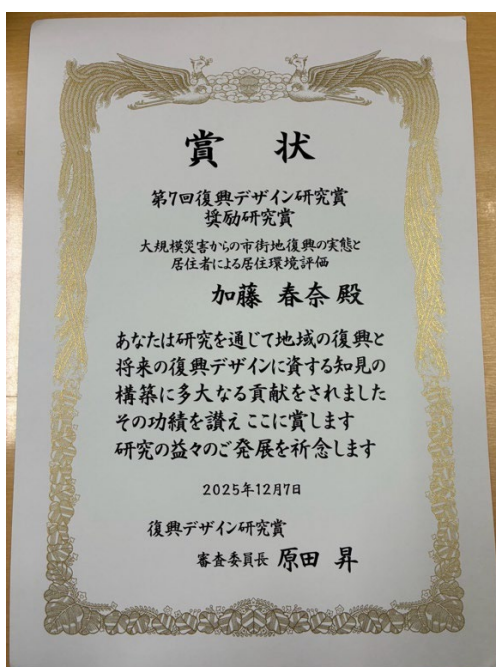 賞 状
第7回復興デザイン研究賞
奨励研究賞
大規模災害からの市街地復興の実態と
居住者による居住環境評価
加藤 春奈 殿
あなたは研究を通じて地域の復興と
将来の復興デザインに資する知見の
構築に多大なる貢献をされました
その功績を讃え ここに賞します
研究の益々のご発展を祈念します
2025年12月7日
復興デザイン研究賞
審査委員長 原田 昇